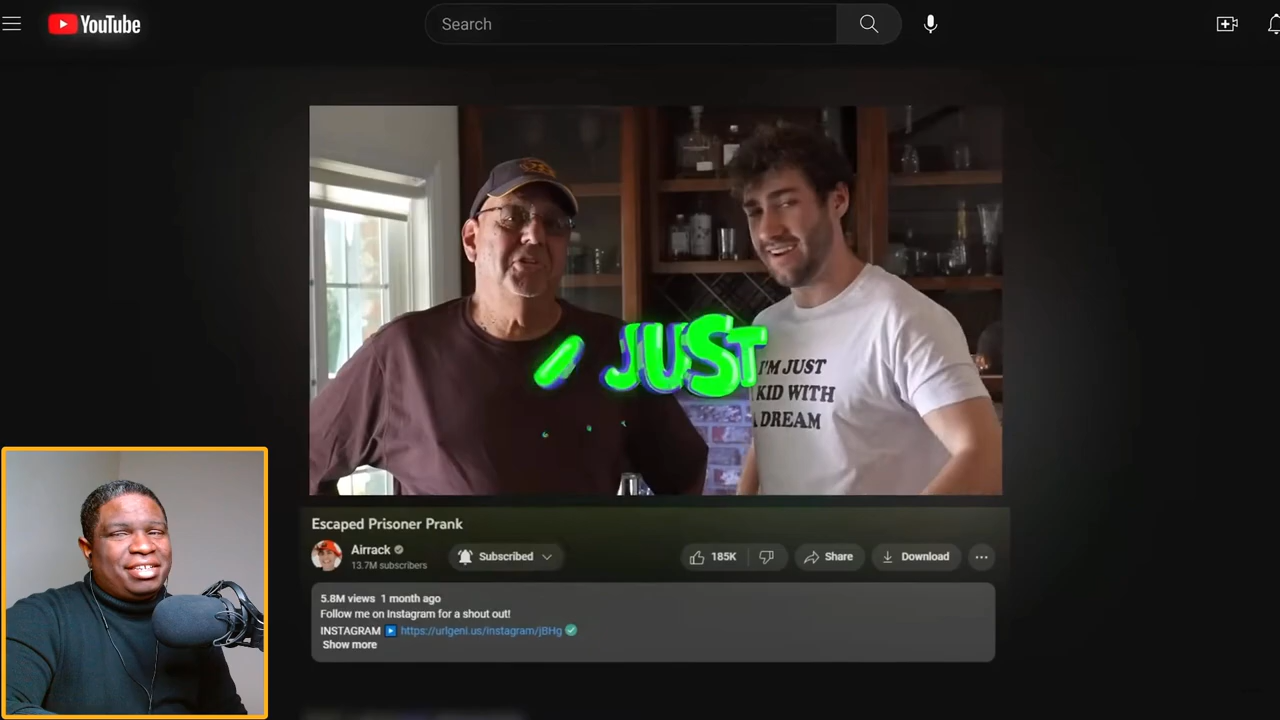 YouTube
Search
I JUST
I'M JUST
KID WITH
A DREAM
Escaped Prisoner Prank
Airrack
13.7M subscribers
Subscribed
185K
Share
Download
5.8M views 1 month ago
Follow me on Instagram for a shout out!
INSTAGRAM https://urlgeni.us/instagram/jBHg
Show more